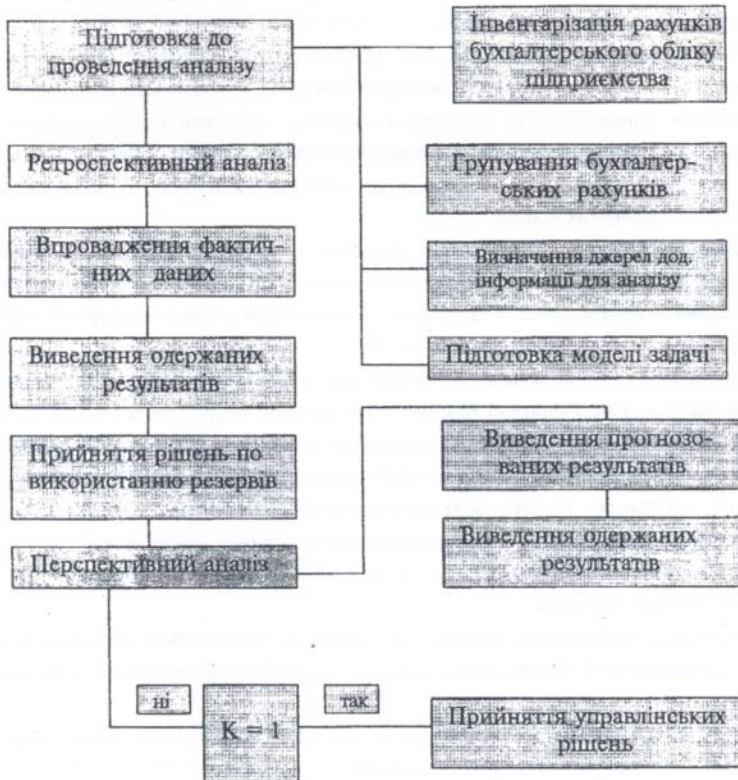 Підготовка до
проведення аналізу
Інвентарізація рахунків
бухгалтерського обліку
підприємства
Ретроспективный аналіз
Групування бухгалтер-
ських рахунків
Впровадження фактич-
них даних
Визначення джерел дод.
інформації для аналізу
Виведення одержаних
результатів
Підготовка моделі задачі
Прийняття рішень по
використанню резервів
Виведення прогнозо-
ваних результатів
Перспективний аналіз
Виведення одержаних
результатів
ні
K = 1
так
Прийняття управлінських
рішень